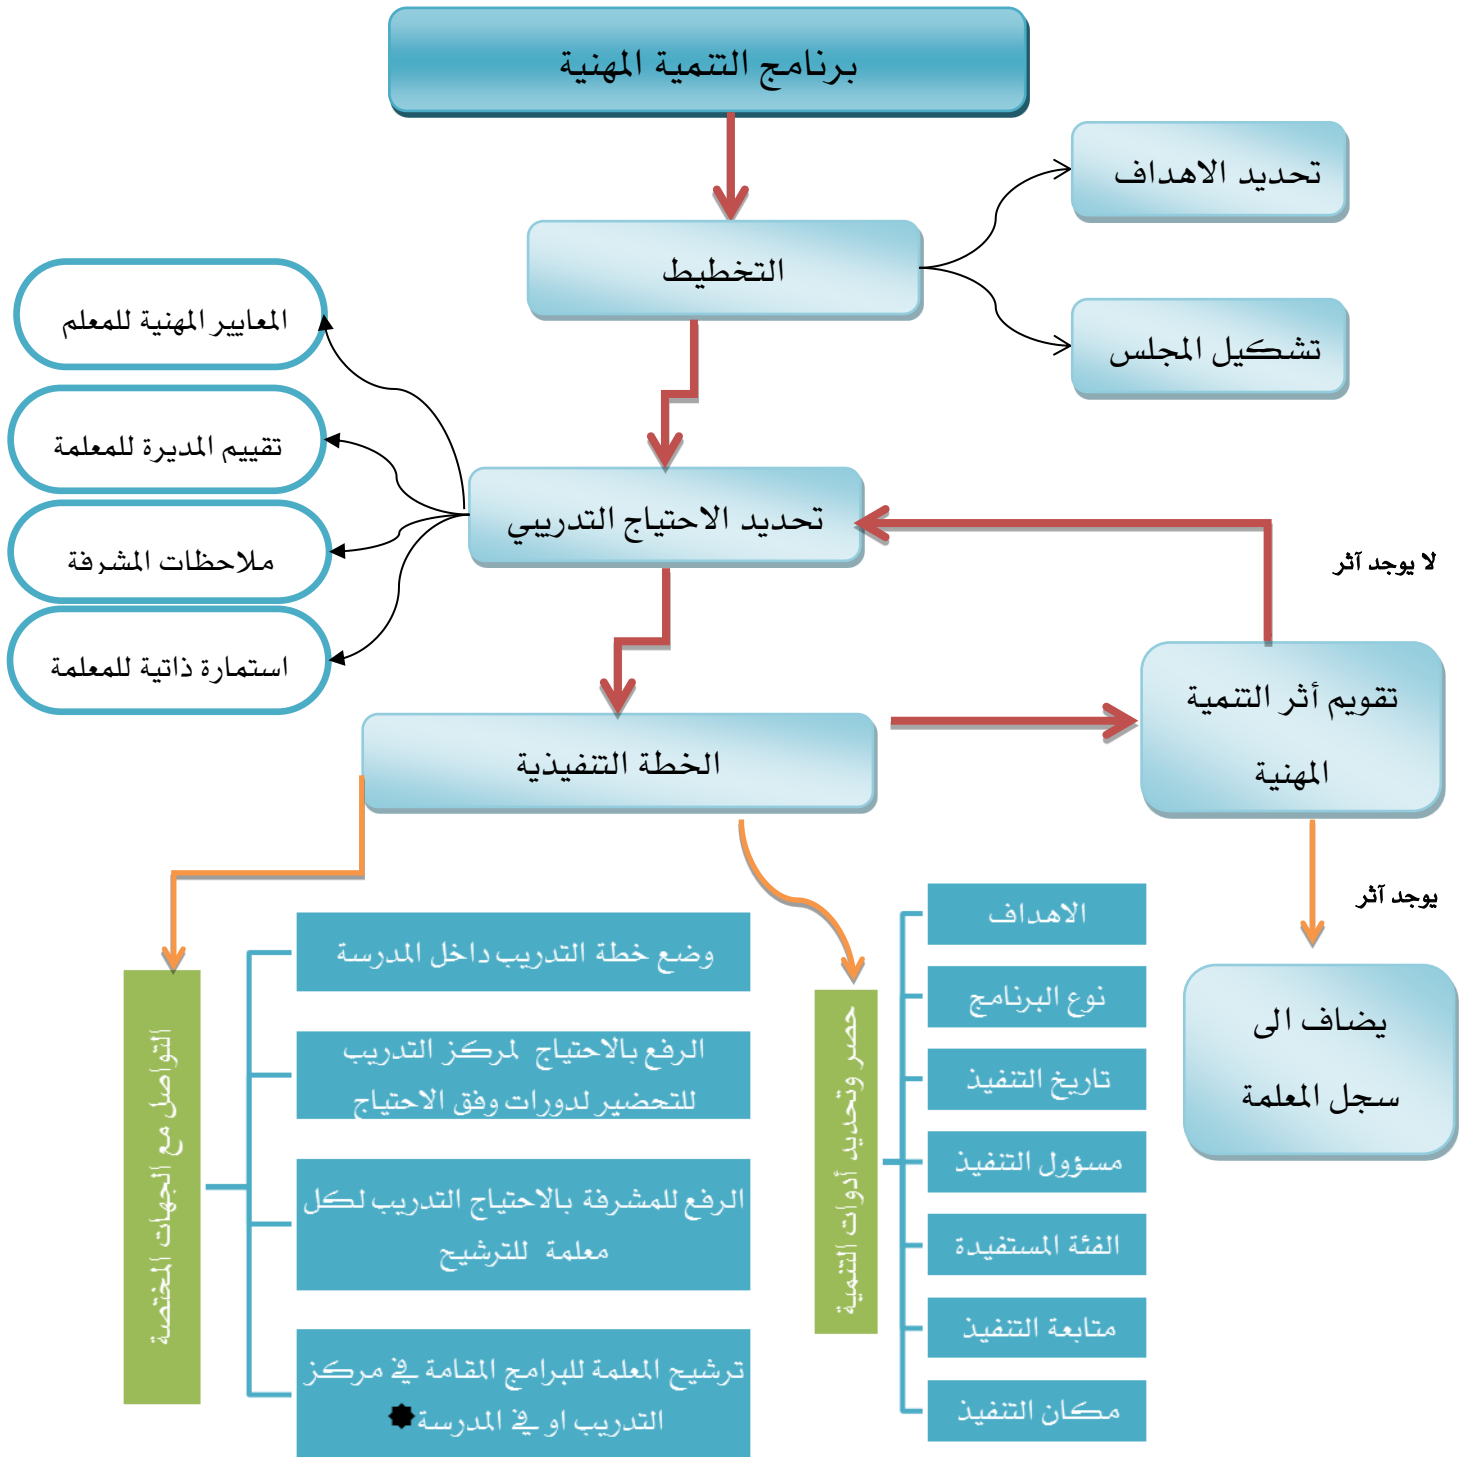 برنامج التنمية المهنية
تحديد الاهداف
التخطيط
تشكيل المجلس
المعايير المهنية للمعلم
تقييم المديرة للمعلمة
ملاحظات المشرفة
استمارة ذاتية للمعلمة
تحديد الاحتياج التدريبي
لا يوجد آثر
تقويم أثر التنمية
المهنية
الخطة التنفيذية
يوجد آثر
يضاف الى
سجل المعلمة
حصر وتحديد أدوات التنمية
الاهداف
نوع البرنامج
تاريخ التنفيذ
مسؤول التنفيذ
الفئة المستفيدة
متابعة التنفيذ
مكان التنفيذ
التواصل مع الجهات المختصة
وضع خطة التدريب داخل المدرسة
الرفع بالاحتياج لمركز التدريب
للتحضير لدورات وفق الاحتياج
الرفع للمشرفة بالاحتياج التدريب لكل
معلمة للترشيح
ترشيح المعلمة للبرامج المقامة في مركز
التدريب او في المدرسة